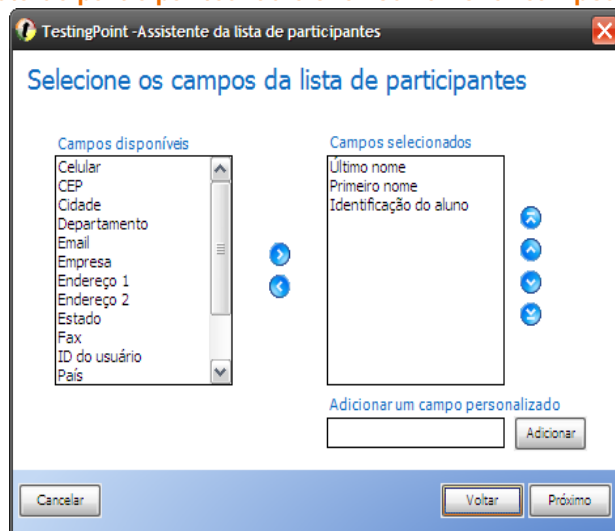 TestingPoint -Assistente da lista de participantes
Selecione os campos da lista de participantes
Campos disponíveis
Celular
CEP
Cidade
Departamento
Email
Empresa
Endereço 1
Endereço 2
Estado
Fax
ID do usuário
País
Campos selecionados
Último nome
Primeiro nome
Identificação do aluno
Adicionar um campo personalizado
Adicionar
Cancelar
Voltar
Próximo